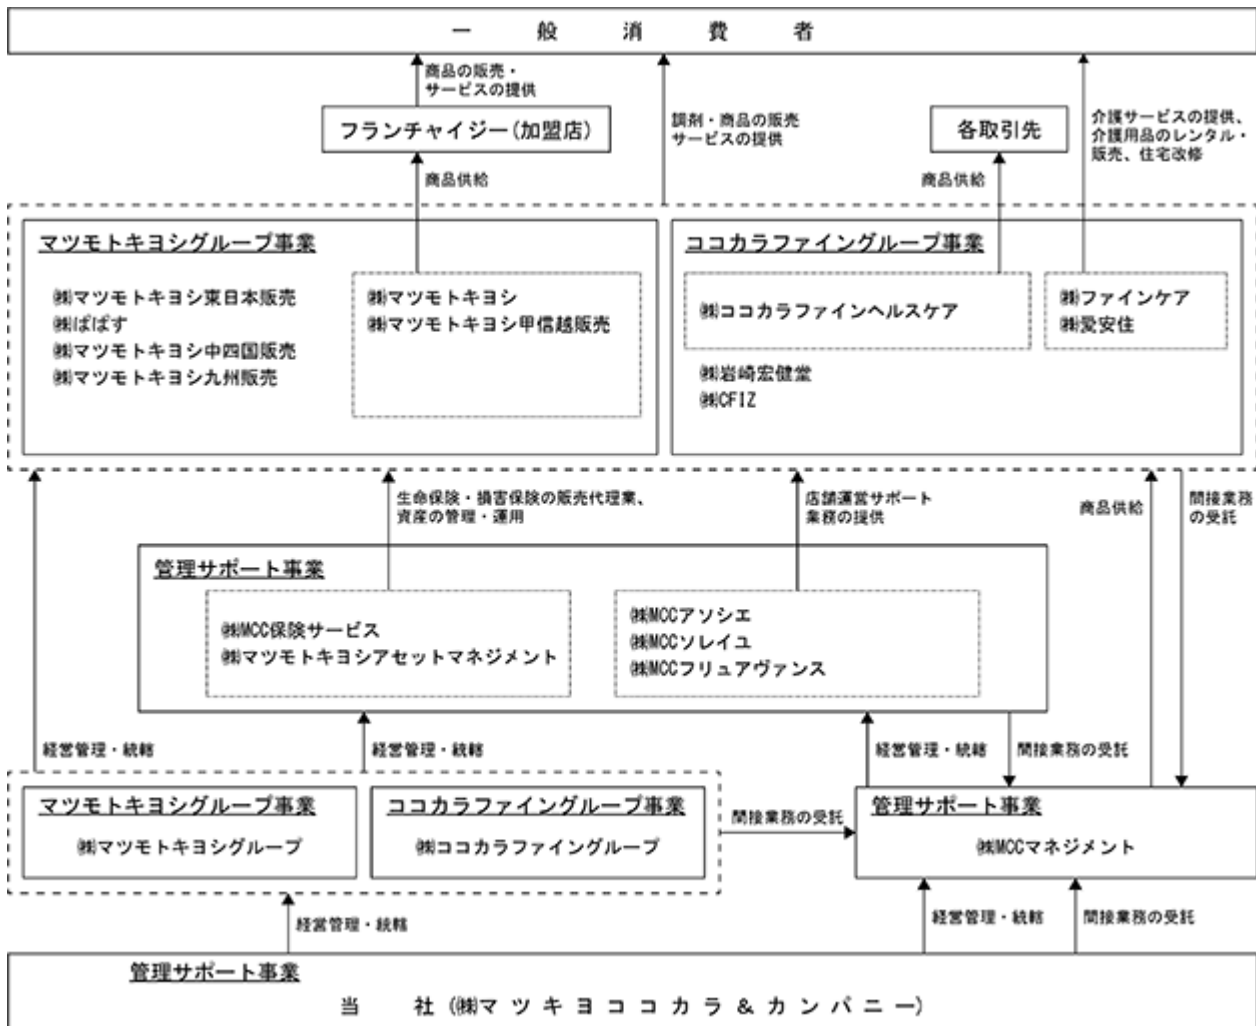 一般消費者
商品の販売・
サービスの提供
フランチャイジー(加盟店)
商品供給
調剤・商品の販売
サービスの提供
各取引先
商品供給
介護サービスの提供、
介護用品のレンタル・
販売、住宅改修
マツモトキヨシグループ事業
㈱マツモトキヨシ東日本販売
㈱ぱぱす
㈱マツモトキヨシ中四国販売
㈱マツモトキヨシ九州販売
㈱マツモトキヨシ
㈱マツモトキヨシ甲信越販売
ココカラファイングループ事業
㈱ココカラファインヘルスケア
㈱岩崎宏健堂
㈱CFIZ
㈱ファインケア
㈱愛安住
生命保険・損害保険の販売代理業、
資産の管理・運用
店舗運営サポート
業務の提供
商品供給
間接業務
の受託
管理サポート事業
㈱MCC保険サービス
㈱マツモトキヨシアセットマネジメント
㈱MCCアソシエ
㈱MCCソレイユ
㈱MCCフリュアヴァンス
経営管理・統轄
経営管理・統轄
経営管理・統轄
間接業務の受託
マツモトキヨシグループ事業
㈱マツモトキヨシグループ
ココカラファイングループ事業
㈱ココカラファイングループ
間接業務の受託
管理サポート事業
㈱MCCマネジメント
経営管理・統轄
経営管理・統轄
間接業務の受託
管理サポート事業
当社(㈱マツキヨココカラ&カンパニー)